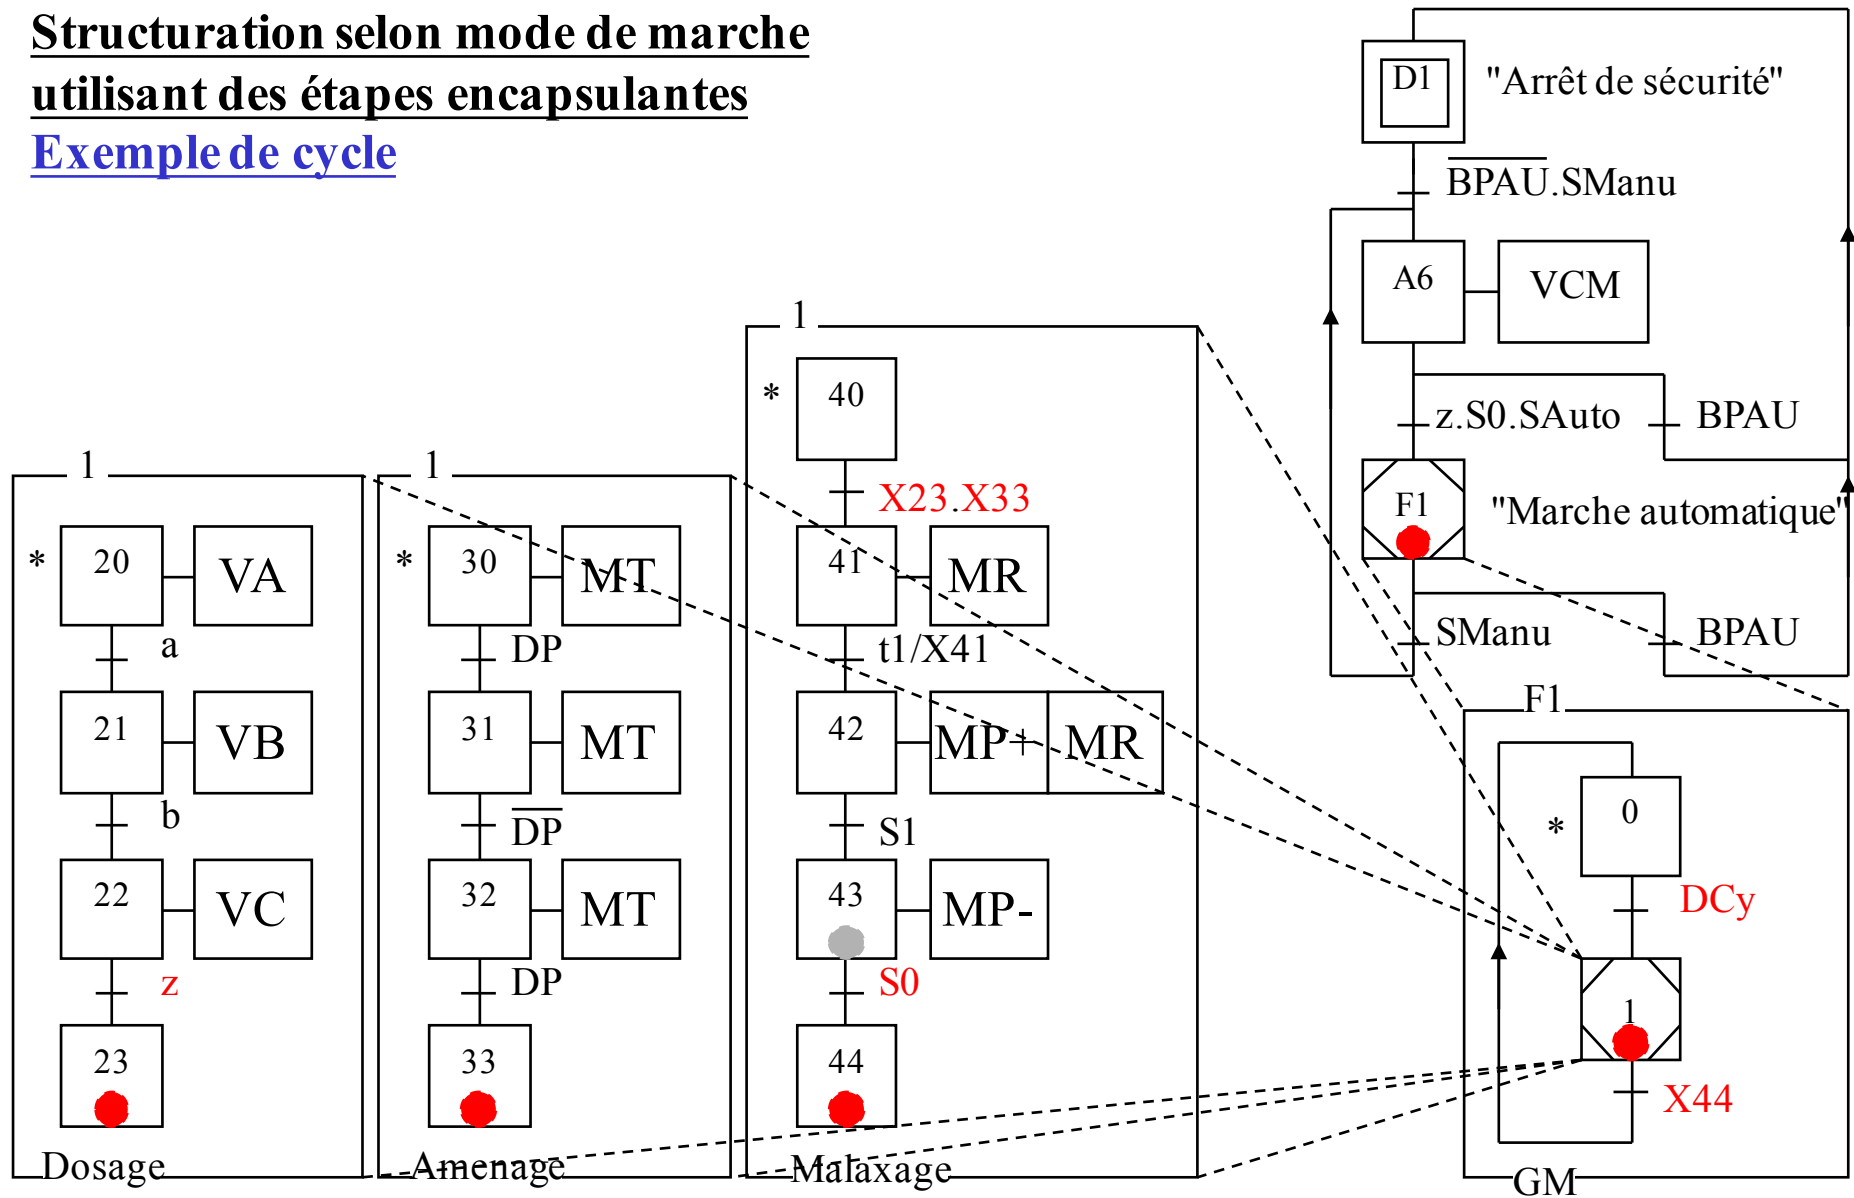 Structuration selon mode de marche
utilisant des étapes encapsulantes
Exemple de cycle
D1
"Arrêt de sécurité"
BPAU.SManu
A6
VCM
z.S0.SAuto
BPAU
F1
"Marche automatique"
SManu
BPAU
1
*
20
VA
a
21
VB
b
22
VC
z
23
Dosage
1
*
30
MT
DP
31
MT
DP
32
MT
DP
33
Amenage
1
*
40
X23.X33
41
MR
t1/X41
42
MP+
MR
S1
43
MP-
S0
44
Malaxage
F1
*
0
DCy
1
X44
GM